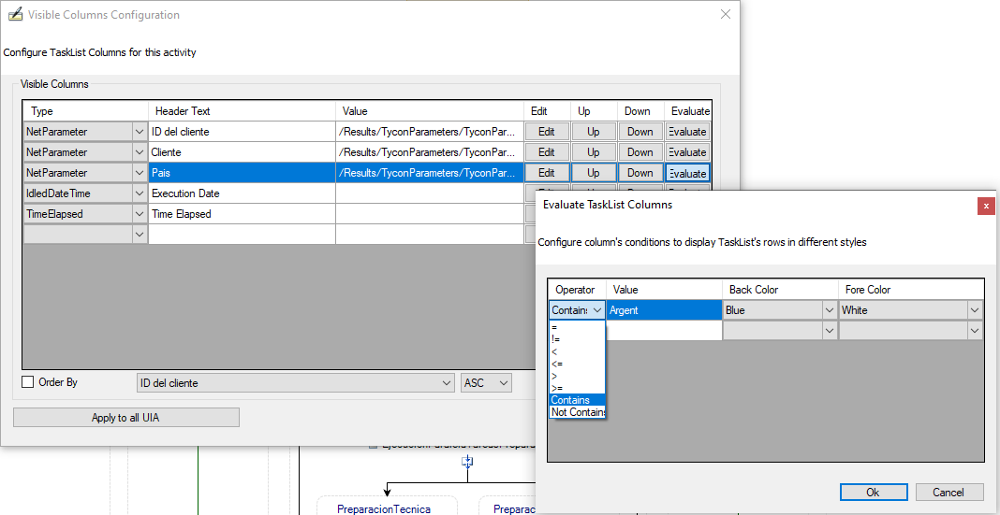 Visible Columns Configuration
Configure TaskList Columns for this activity
Visible Columns
Type Header Text Value Edit Up Down Evaluate
NetParameter ID del cliente /Results/TyconParameters/TyconPar... Edit Up Down Evaluate
NetParameter Cliente /Results/TyconParameters/TyconPar... Edit Up Down Evaluate
NetParameter Pais /Results/TyconParameters/TyconPar... Edit Up Down Evaluate
IdledDateTime Execution Date
TimeElapsed Time Elapsed
Order By ID del cliente ASC
Apply to all UIA
Evaluate TaskList Columns
x
Configure column's conditions to display TaskList's rows in different styles
Operator Value Back Color Fore Color
Contains Argent Blue White
=
!=
<
<=
>
>=
Contains
Not Contains
Ok Cancel
PreparacionTecnica Preparac